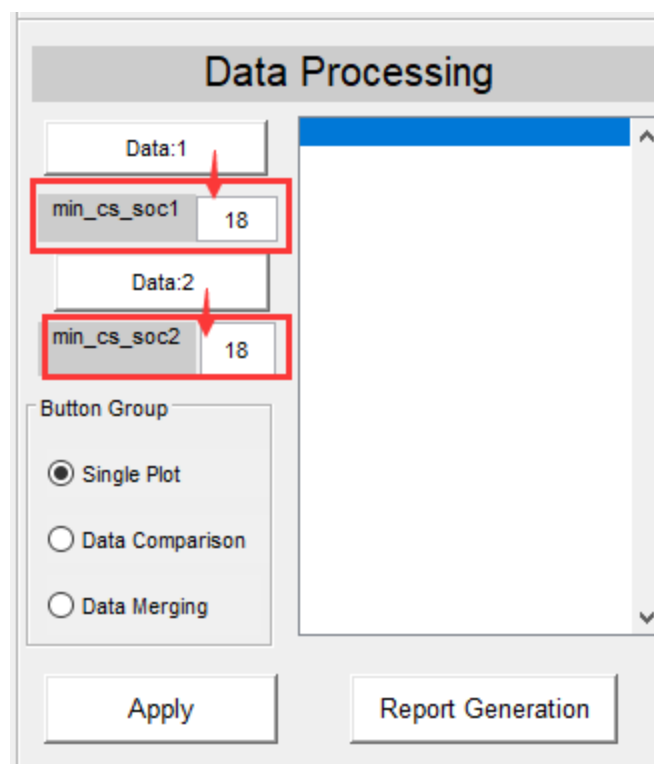 Data Processing
Data:1
min_cs_soc1 18
Data:2
min_cs_soc2 18
Button Group
Single Plot
Data Comparison
Data Merging
Apply
Report Generation